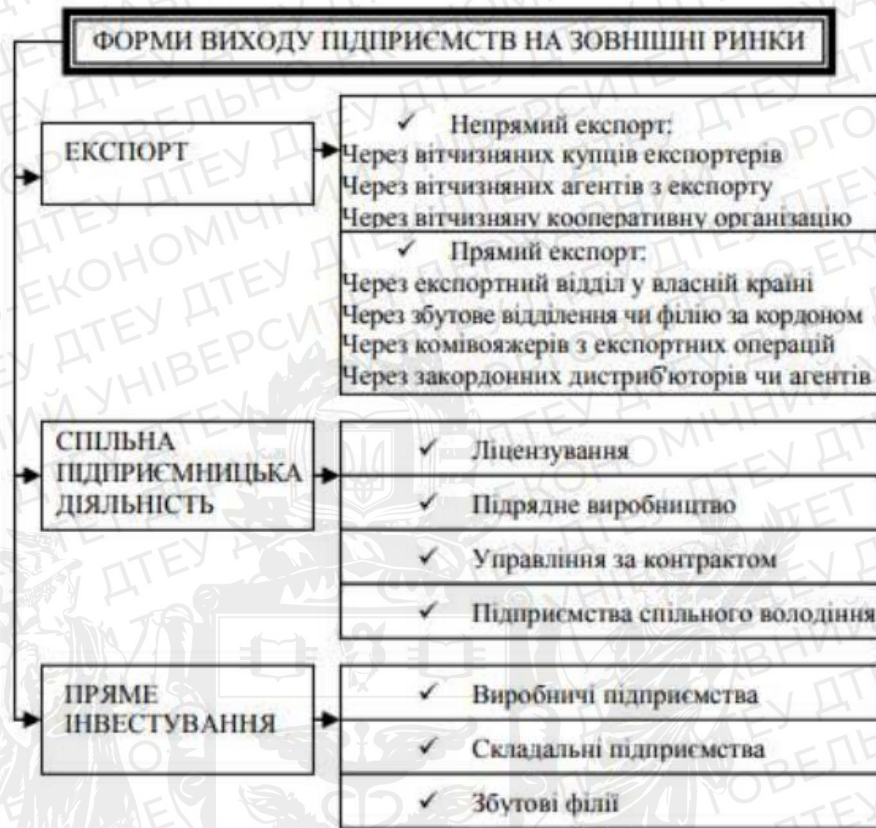 ФОРМИ ВИХОДУ ПІДПРИЄМСТВ НА ЗОВНІШНІ РИНКИ
ЕКСПОРТ
✓ Непрямий експорт:
Через вітчизняних купців експортерів
Через вітчизняних агентів з експорту
Через вітчизняну кооперативну організацію
✓ Прямий експорт:
Через експортний відділ у власній країні
Через збутове відділення чи філію за кордоном
Через комівояжерів з експортних операцій
Через закордонних дистриб'юторів чи агентів
СПІЛЬНА
ПІДПРИЄМНИЦЬКА
ДІЯЛЬНІСТЬ
✓ Ліцензування
✓ Підрядне виробництво
✓ Управління за контрактом
✓ Підприємства спільного володіння
ПРЯМЕ
ІНВЕСТУВАННЯ
✓ Виробничі підприємства
✓ Складальні підприємства
✓ Збутові філії